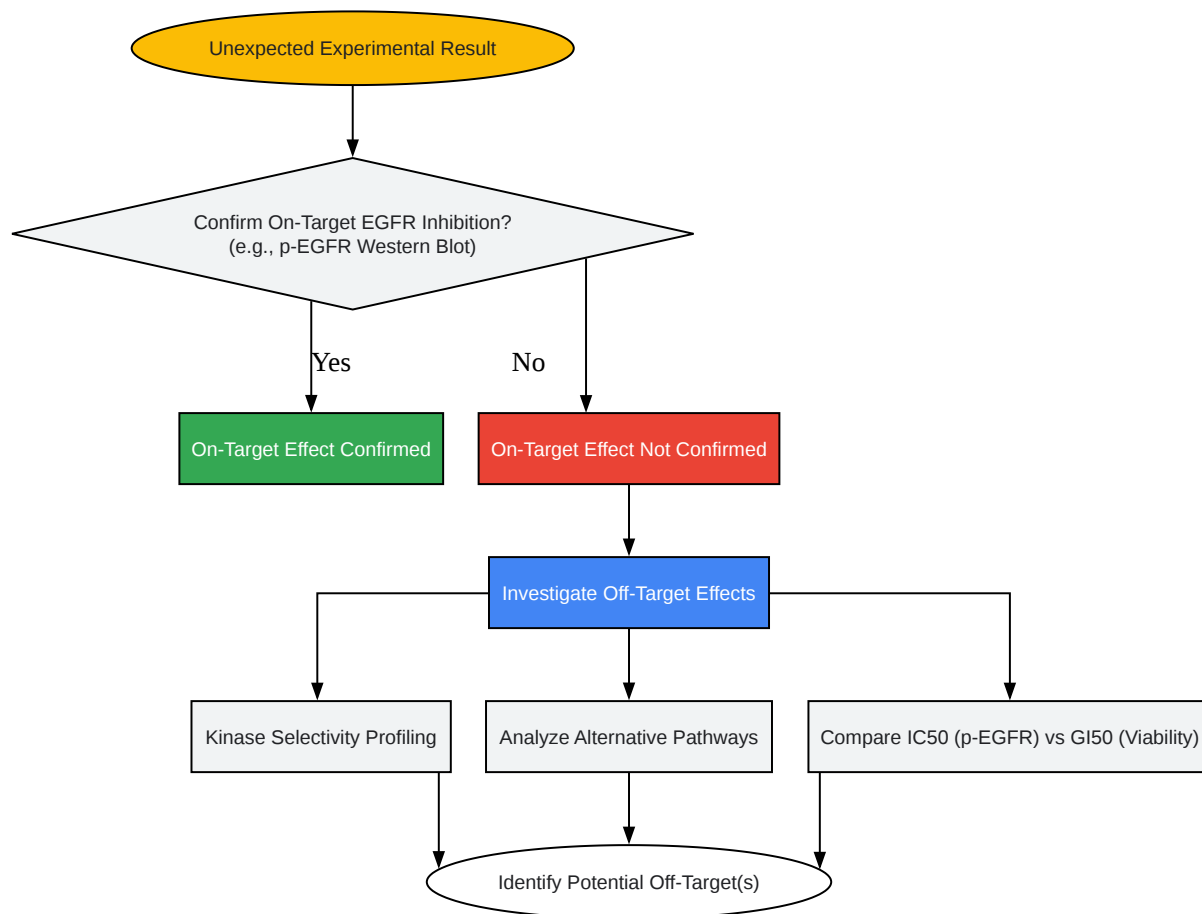 Unexpected Experimental Result
Confirm On-Target EGFR Inhibition?
(e.g., p-EGFR Western Blot)
Yes
No
On-Target Effect Confirmed
On-Target Effect Not Confirmed
Investigate Off-Target Effects
Kinase Selectivity Profiling
Analyze Alternative Pathways
Compare IC50 (p-EGFR) vs GI50 (Viability)
Identify Potential Off-Target(s)